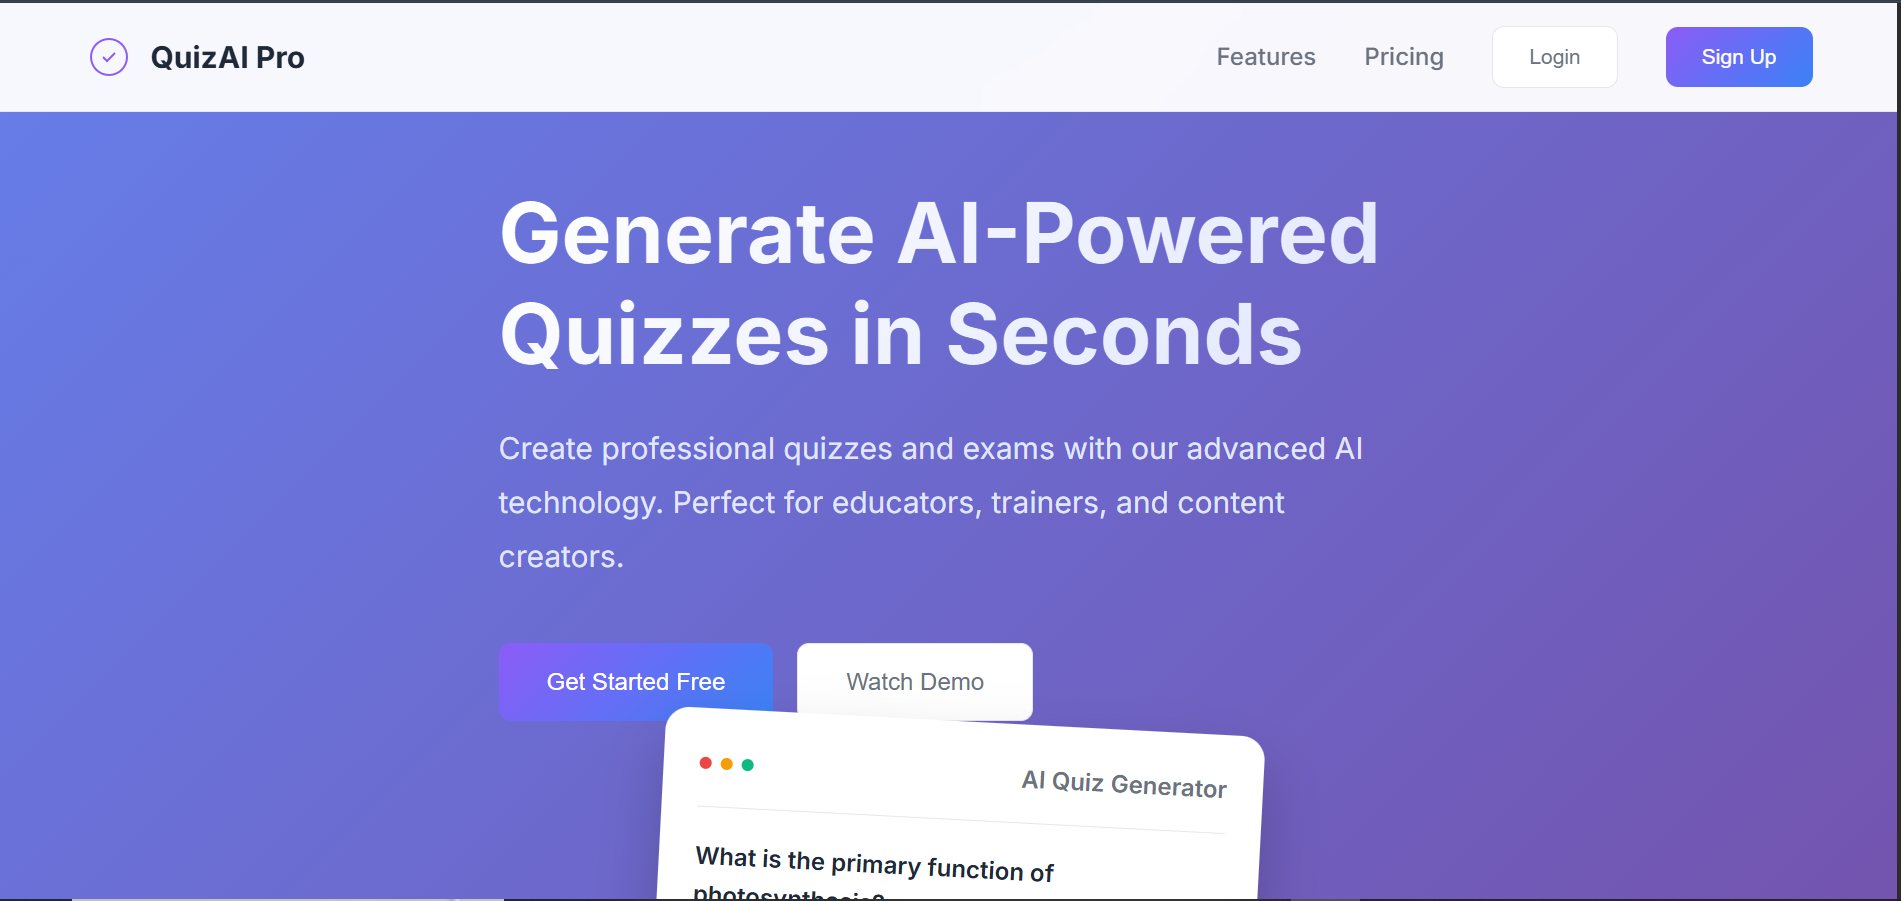 QuizAI Pro
Features
Pricing
Login
Sign Up
Generate AI-Powered
Quizzes in Seconds
Create professional quizzes and exams with our advanced AI
technology. Perfect for educators, trainers, and content
creators.
Get Started Free
Watch Demo
AI Quiz Generator
What is the primary function of
photosynthesis?